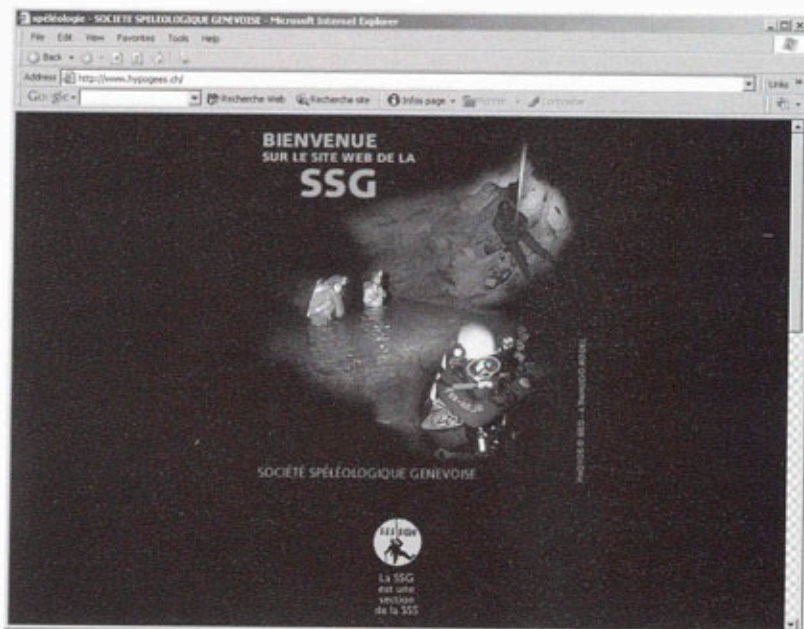 spéléologie - SOCIETE SPELEOLOGIQUE GENEVOISE - Microsoft Internet Explorer
File Edit View Favorites Tools Help
Back
Address http://www.hypogees.ch/ Links »
Google Recherche Web Recherche site Infos page
BIENVENUE
SUR LE SITE WEB DE LA
SSG
SOCIÉTÉ SPÉLÉOLOGIQUE GENEVOISE
La SSG
est une
section
de la SSS